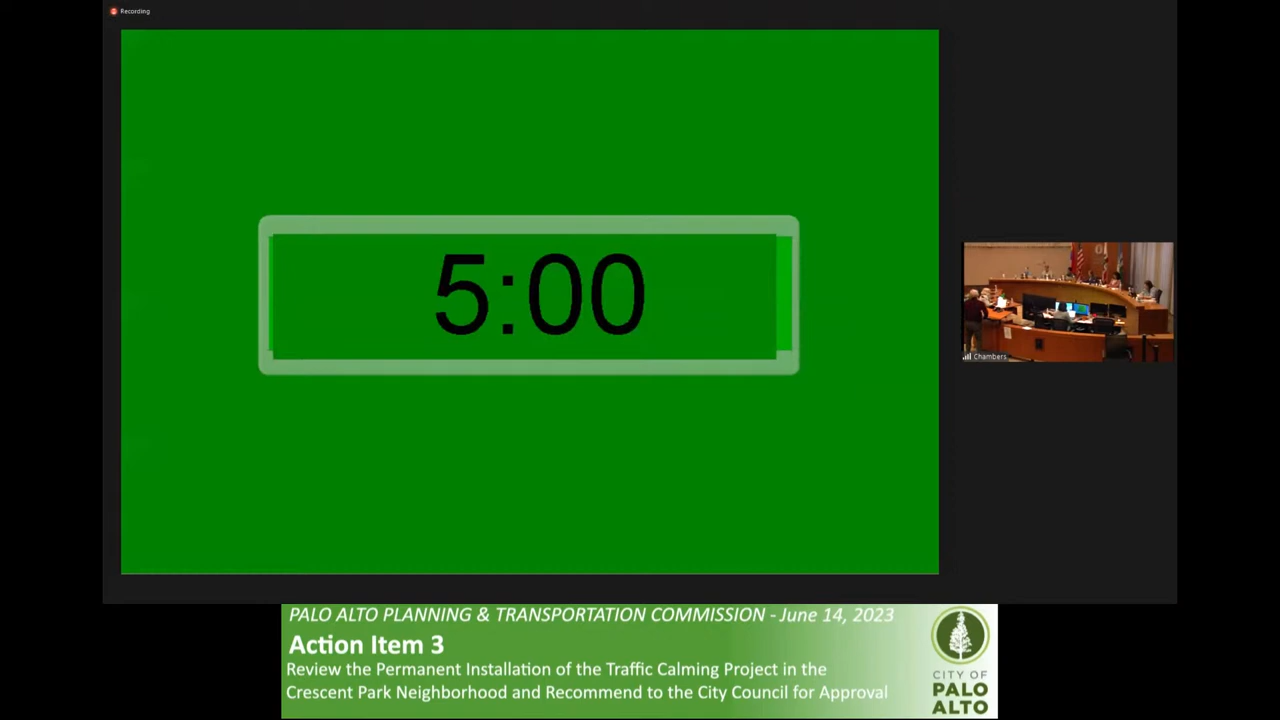 Recording
5:00
Chambers
PALO ALTO PLANNING & TRANSPORTATION COMMISSION - June 14, 2023
Action Item 3
Review the Permanent Installation of the Traffic Calming Project in the
Crescent Park Neighborhood and Recommend to the City Council for Approval
CITY OF
PALO
ALTO